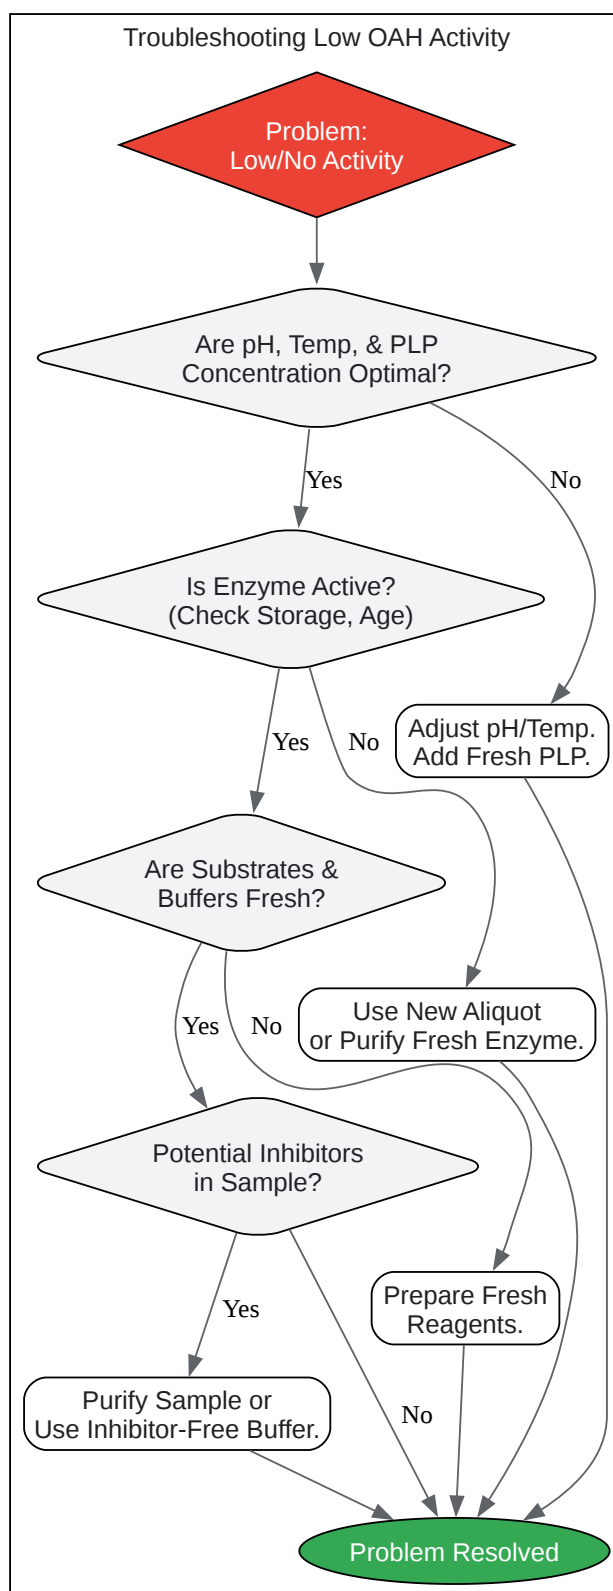 Troubleshooting Low OAH Activity
Problem:
Low/No Activity
Are pH, Temp, & PLP
Concentration Optimal?
Yes
No
Is Enzyme Active?
(Check Storage, Age)
Adjust pH/Temp.
Add Fresh PLP.
Yes
No
Are Substrates &
Buffers Fresh?
Use New Aliquot
or Purify Fresh Enzyme.
Yes
No
Potential Inhibitors
in Sample?
Prepare Fresh
Reagents.
Yes
Purify Sample or
Use Inhibitor-Free Buffer.
No
Problem Resolved